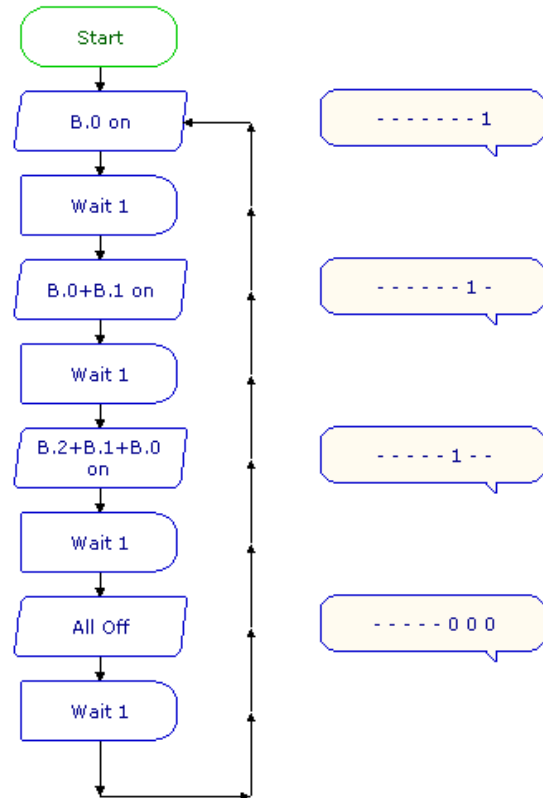 Start
B.0 on
- - - - - - - 1
Wait 1
B.0+B.1 on
- - - - - - 1 -
Wait 1
B.2+B.1+B.0
on
- - - - - 1 - -
Wait 1
All Off
- - - - - 0 0 0
Wait 1